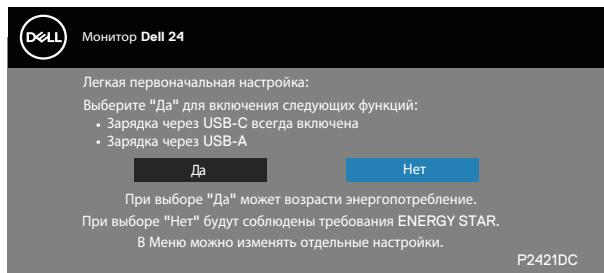 DELL
Монитор Dell 24
Легкая первоначальная настройка:
Выберите "Да" для включения следующих функций:
• Зарядка через USB-C всегда включена
• Зарядка через USB-A
Да Нет
При выборе "Да" может возрасти энергопотребление.
При выборе "Нет" будут соблюдены требования ENERGY STAR.
В Меню можно изменять отдельные настройки.
P2421DC